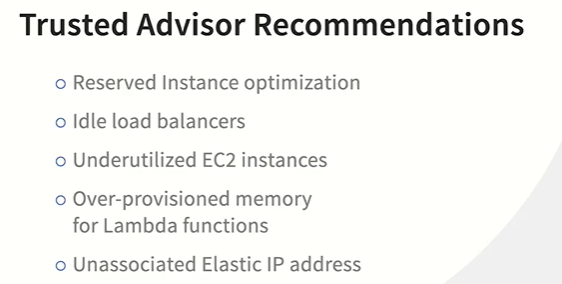 Trusted Advisor Recommendations
Reserved Instance optimization
Idle load balancers
Underutilized EC2 instances
Over-provisioned memory
for Lambda functions
Unassociated Elastic IP address